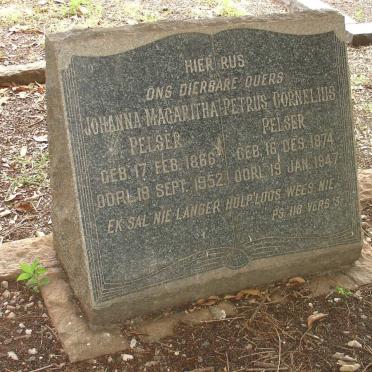 HIER RUS
ONS DIERBARE OUERS
JOHANNA MAGARITHA
PELSER
GEB. 17 FEB. 1866
OORL. 19 SEPT. 1952
PETRUS CORNELIUS
PELSER
GEB. 16 DES. 1874
OORL. 19 JAN. 1947
EK SAL NIE LANGER HULPLOOS WEES NIE.
PS. 118 VERS 5.